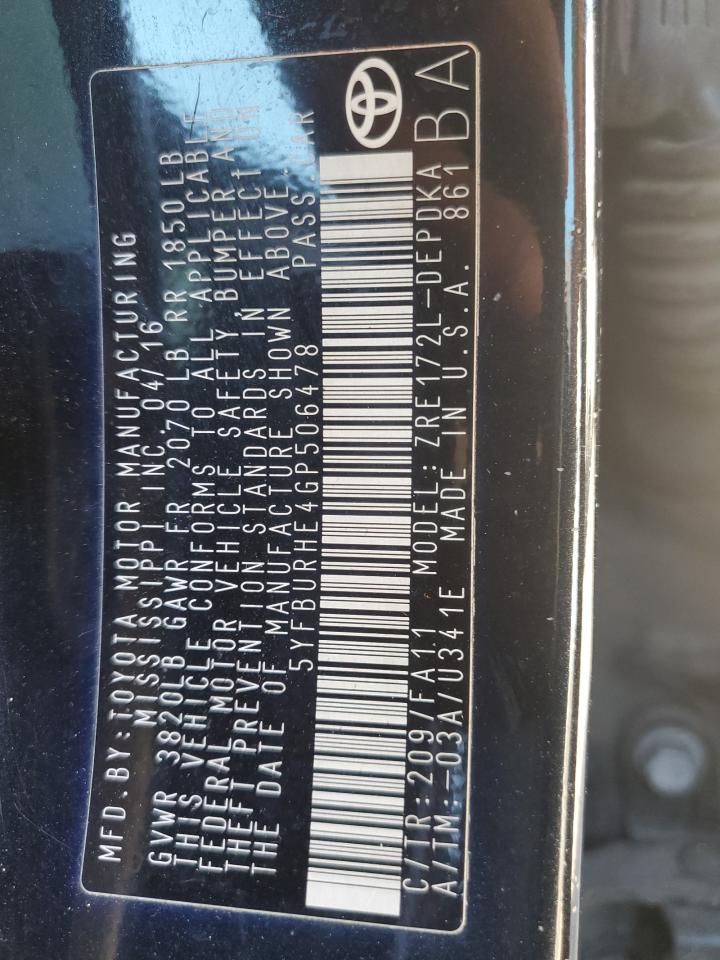 MFD.BY:TOYOTA MOTOR MANUFACTURING
MISSISSIPPI INC. 04/16
GVWR 3820LB GAWR FR 2070 LB RR 1850LB
THIS VEHICLE CONFORMS TO ALL APPLICABLE
FEDERAL MOTOR VEHICLE SAFETY, BUMPER AND
THEFT PREVENTION STANDARDS IN EFFECT ON
THE DATE OF MANUFACTURE SHOWN ABOVE.
5YFBURHE4GP506478 PASS.CAR
C/TR:209/FA11 MODEL: ZRE172L-DEPDKA
A/TM:-03A/U341E MADE IN U.S.A. 861 BA